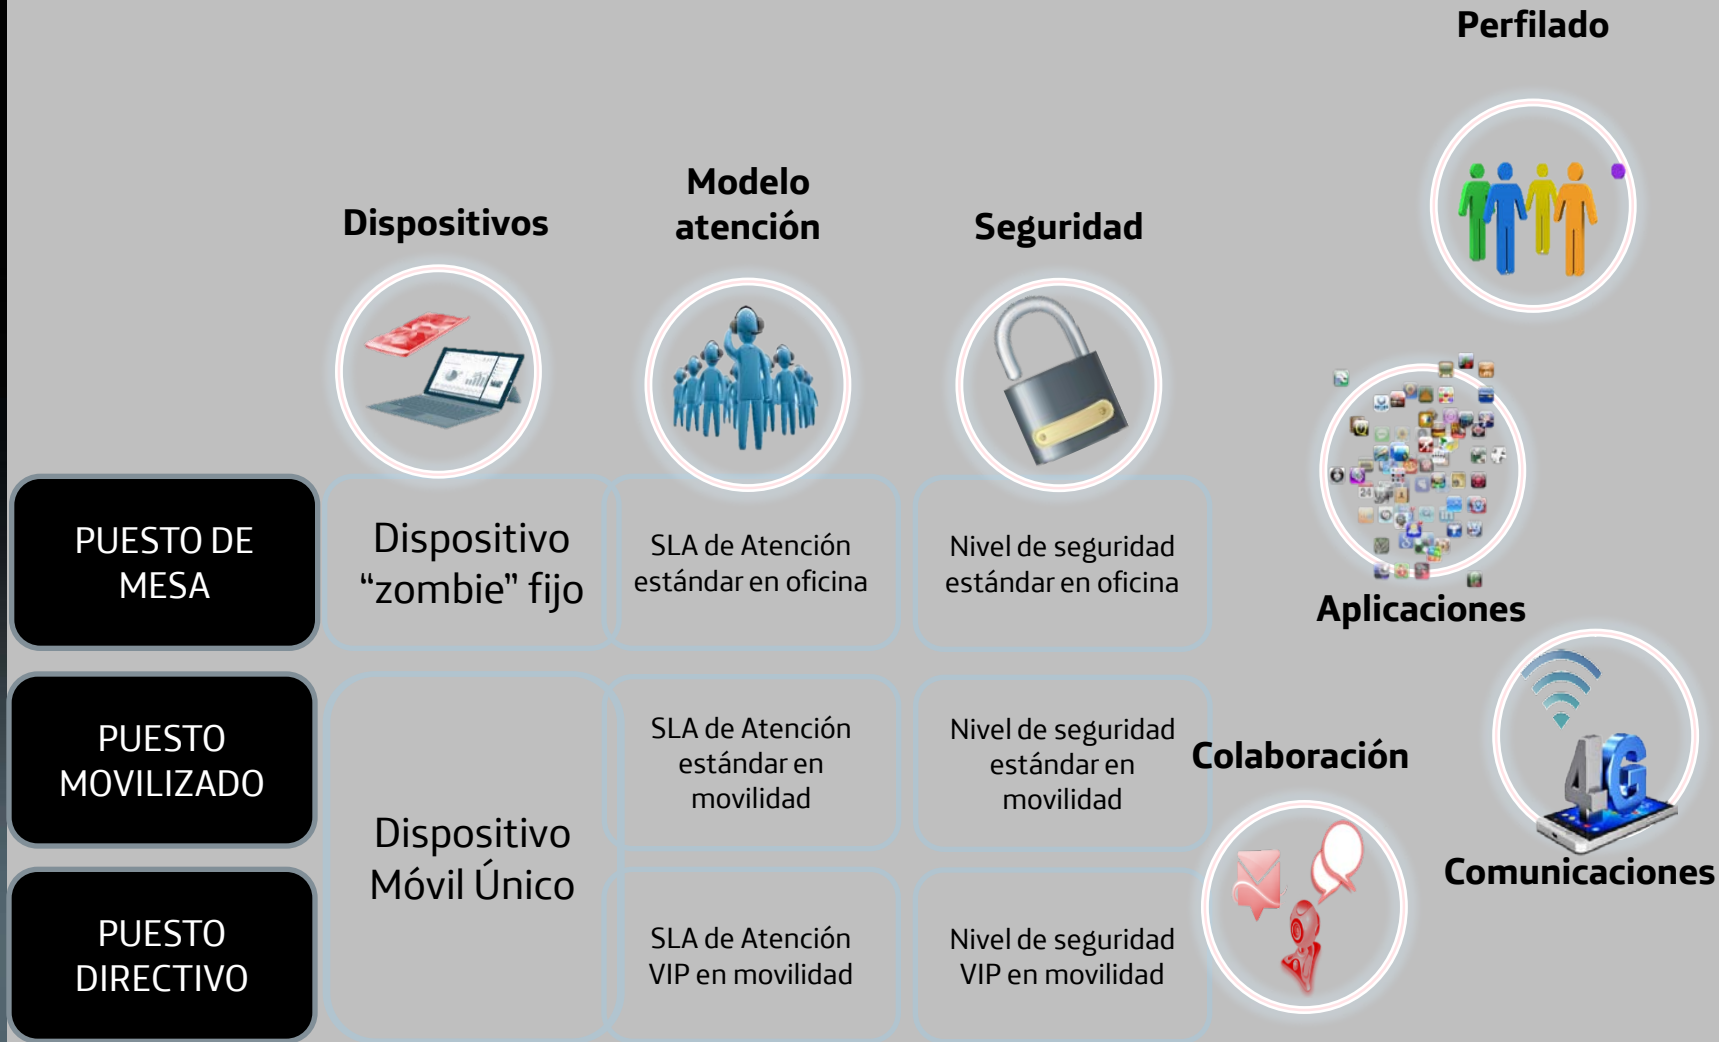 Perfilado
Modelo
atención
Dispositivos
Seguridad
PUESTO DE
MESA
Dispositivo
“zombie” fijo
SLA de Atención
estándar en oficina
Nivel de seguridad
estándar en oficina
Aplicaciones
24
PUESTO
MOVILIZADO
Dispositivo
Móvil Único
SLA de Atención
estándar en
movilidad
Nivel de seguridad
estándar en
movilidad
Colaboración
4G
Comunicaciones
PUESTO
DIRECTIVO
SLA de Atención
VIP en movilidad
Nivel de seguridad
VIP en movilidad